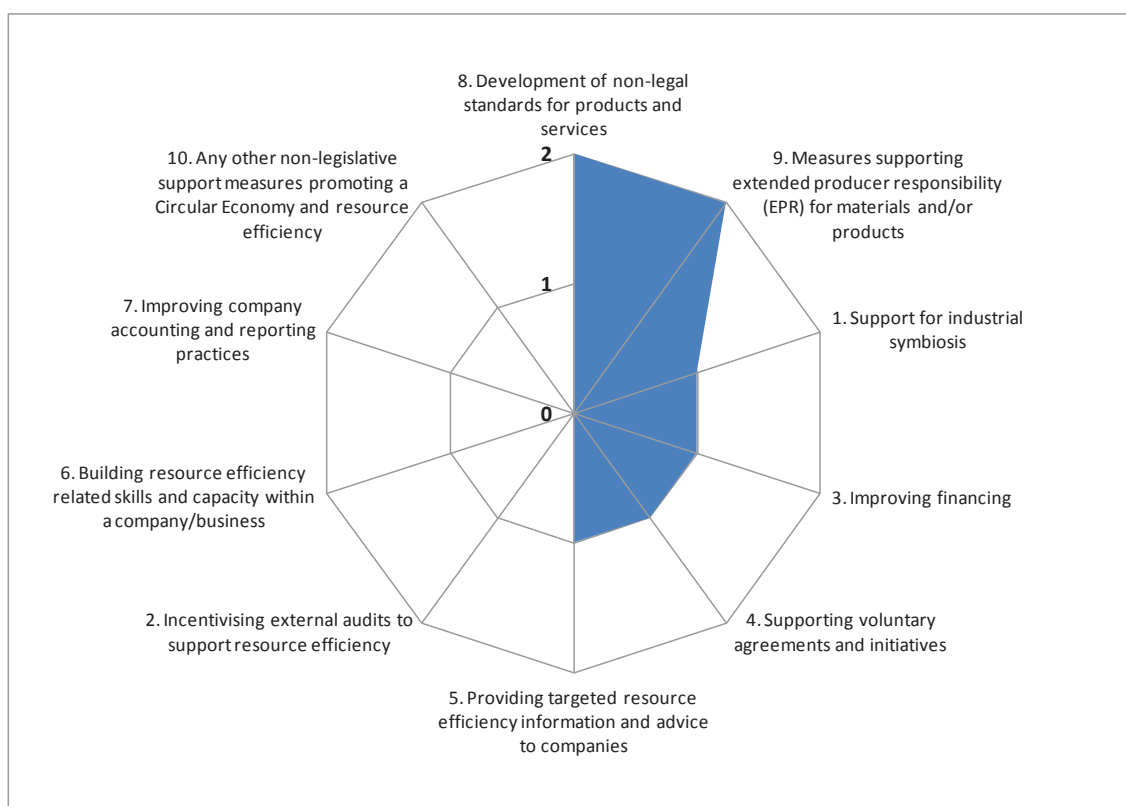 8. Development of non-legal
standards for products and
services
9. Measures supporting
extended producer responsibility
(EPR) for materials and/or
products
1. Support for industrial
symbiosis
3. Improving financing
4. Supporting voluntary
agreements and initiatives
5. Providing targeted resource
efficiency information and advice
to companies
2. Incentivising external audits to
support resource efficiency
6. Building resource efficiency
related skills and capacity within
a company/business
7. Improving company
accounting and reporting
practices
10. Any other non-legislative
support measures promoting a
Circular Economy and resource
efficiency
2
1
0